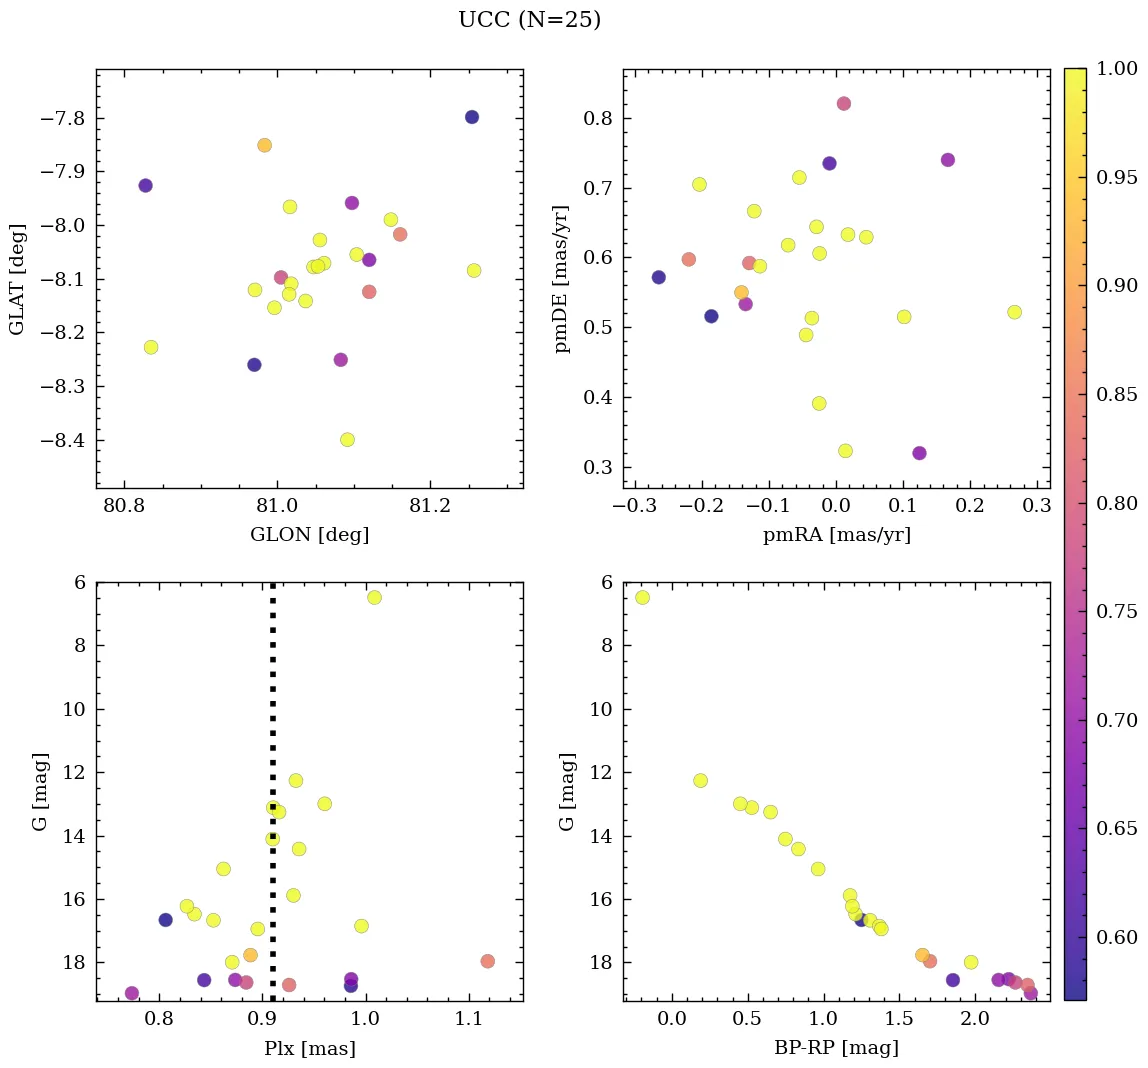 UCC (N=25)
−7.8
−7.9
−8.0
−8.1
−8.2
−8.3
−8.4
GLAT [deg]
80.8 81.0 81.2
GLON [deg]
0.8
0.7
0.6
0.5
0.4
0.3
pmDE [mas/yr]
−0.3 −0.2 −0.1 0.0 0.1 0.2 0.3
pmRA [mas/yr]
6
8
10
12
14
16
18
G [mag]
0.8 0.9 1.0 1.1
Plx [mas]
6
8
10
12
14
16
18
G [mag]
0.0 0.5 1.0 1.5 2.0
BP-RP [mag]
1.00
0.95
0.90
0.85
0.80
0.75
0.70
0.65
0.60